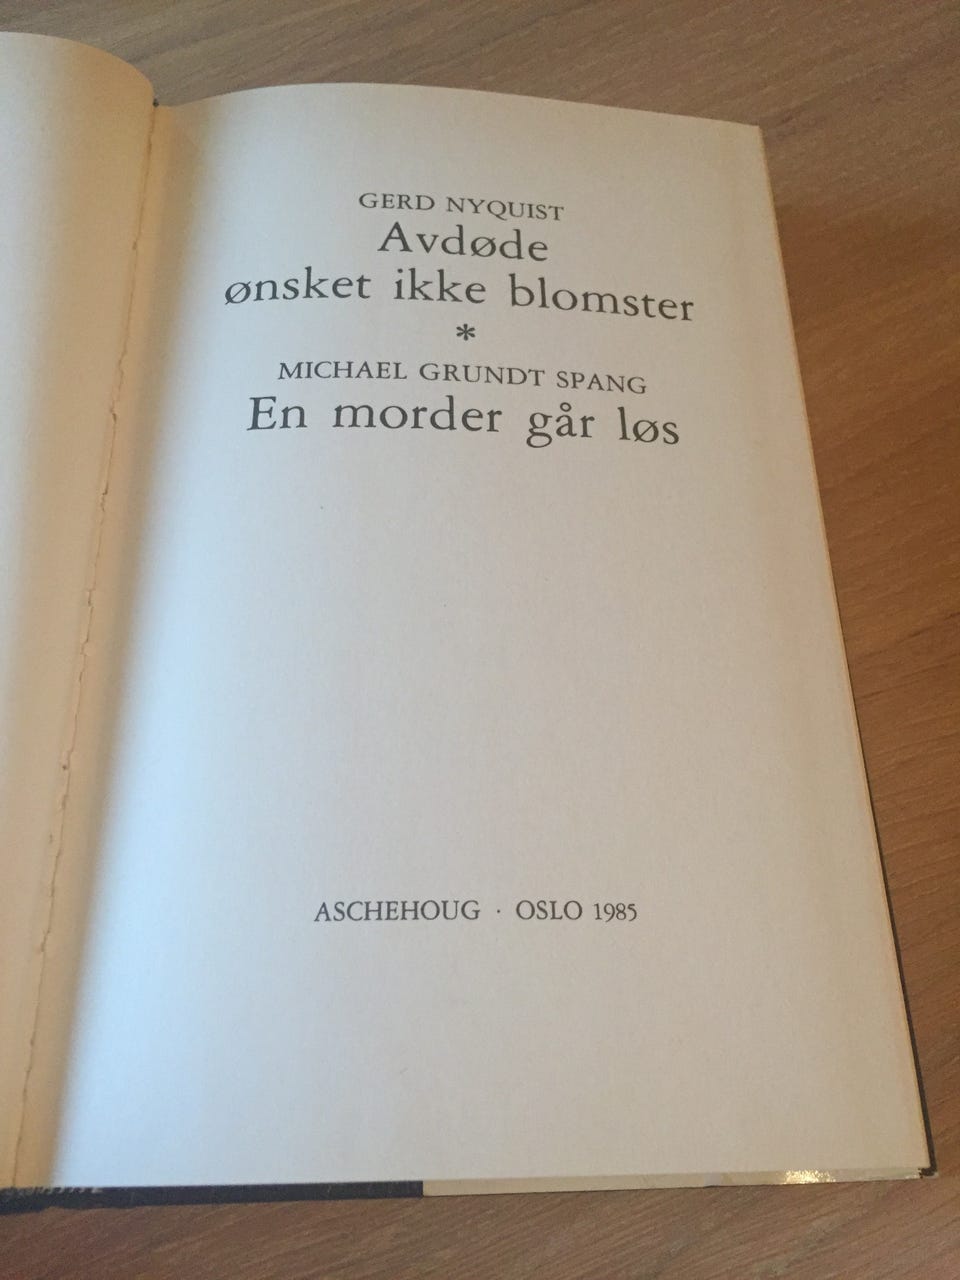 GERD NYQUIST
Avdøde
ønsket ikke blomster
*
MICHAEL GRUNDT SPANG
En morder går løs
ASCHEHOUG · OSLO 1985